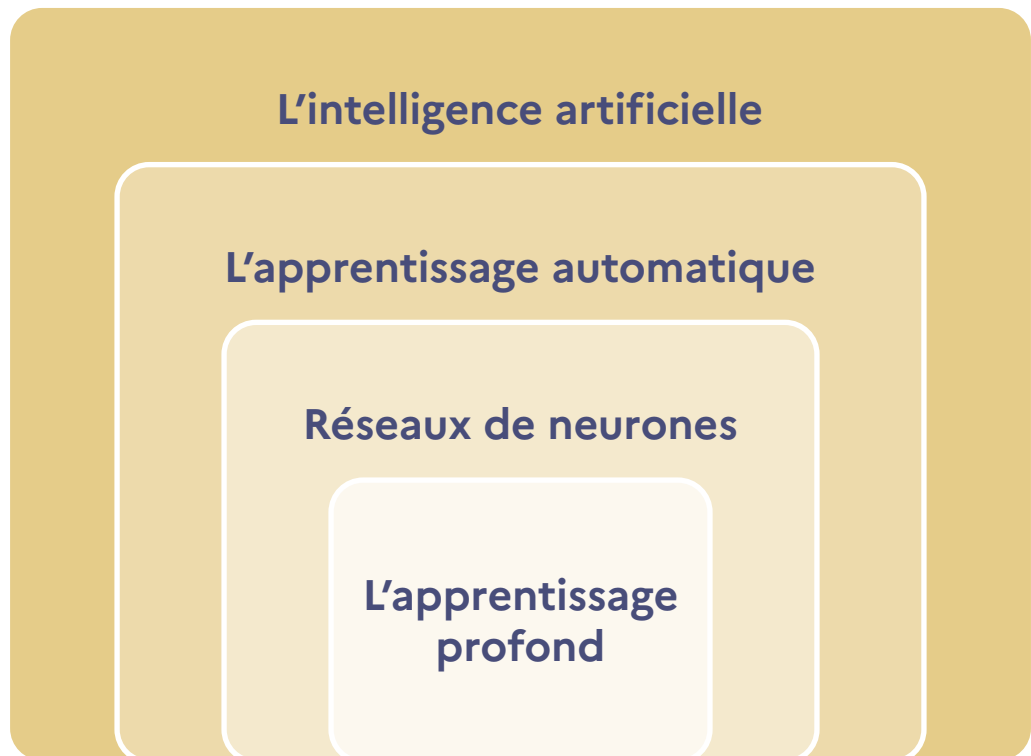 L’intelligence artificielle
L’apprentissage automatique
Réseaux de neurones
L’apprentissage
profond